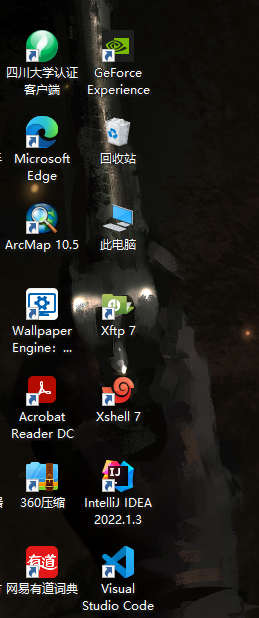 四川大学认证
客户端
GeForce
Experience
Microsoft
Edge
回收站
ArcMap 10.5
此电脑
Wallpaper
Engine：...
Xftp 7
Acrobat
Reader DC
Xshell 7
360压缩
IntelliJ IDEA
2022.1.3
有道
网易有道词典
Visual
Studio Code